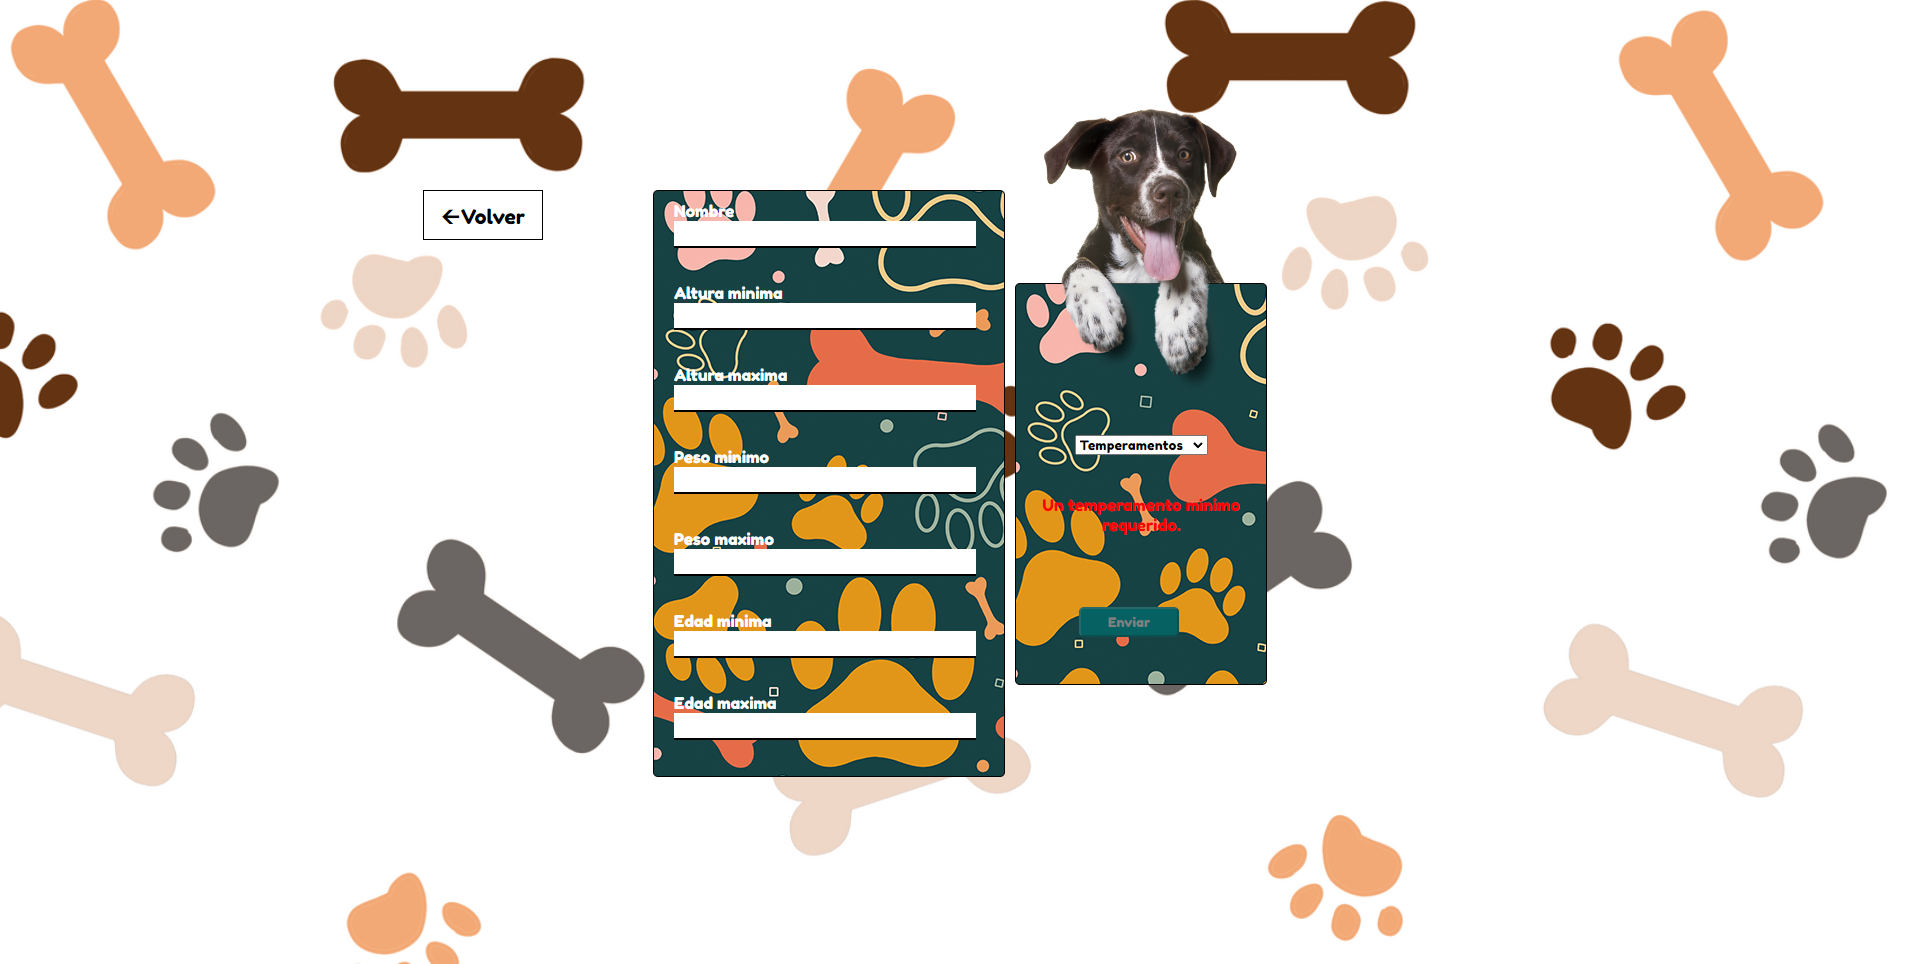 ←Volver
Nombre
Altura minima
Altura maxima
Peso minimo
Peso maximo
Edad minima
Edad maxima
Temperamentos
Un temperamento minimo
requerido.
Enviar